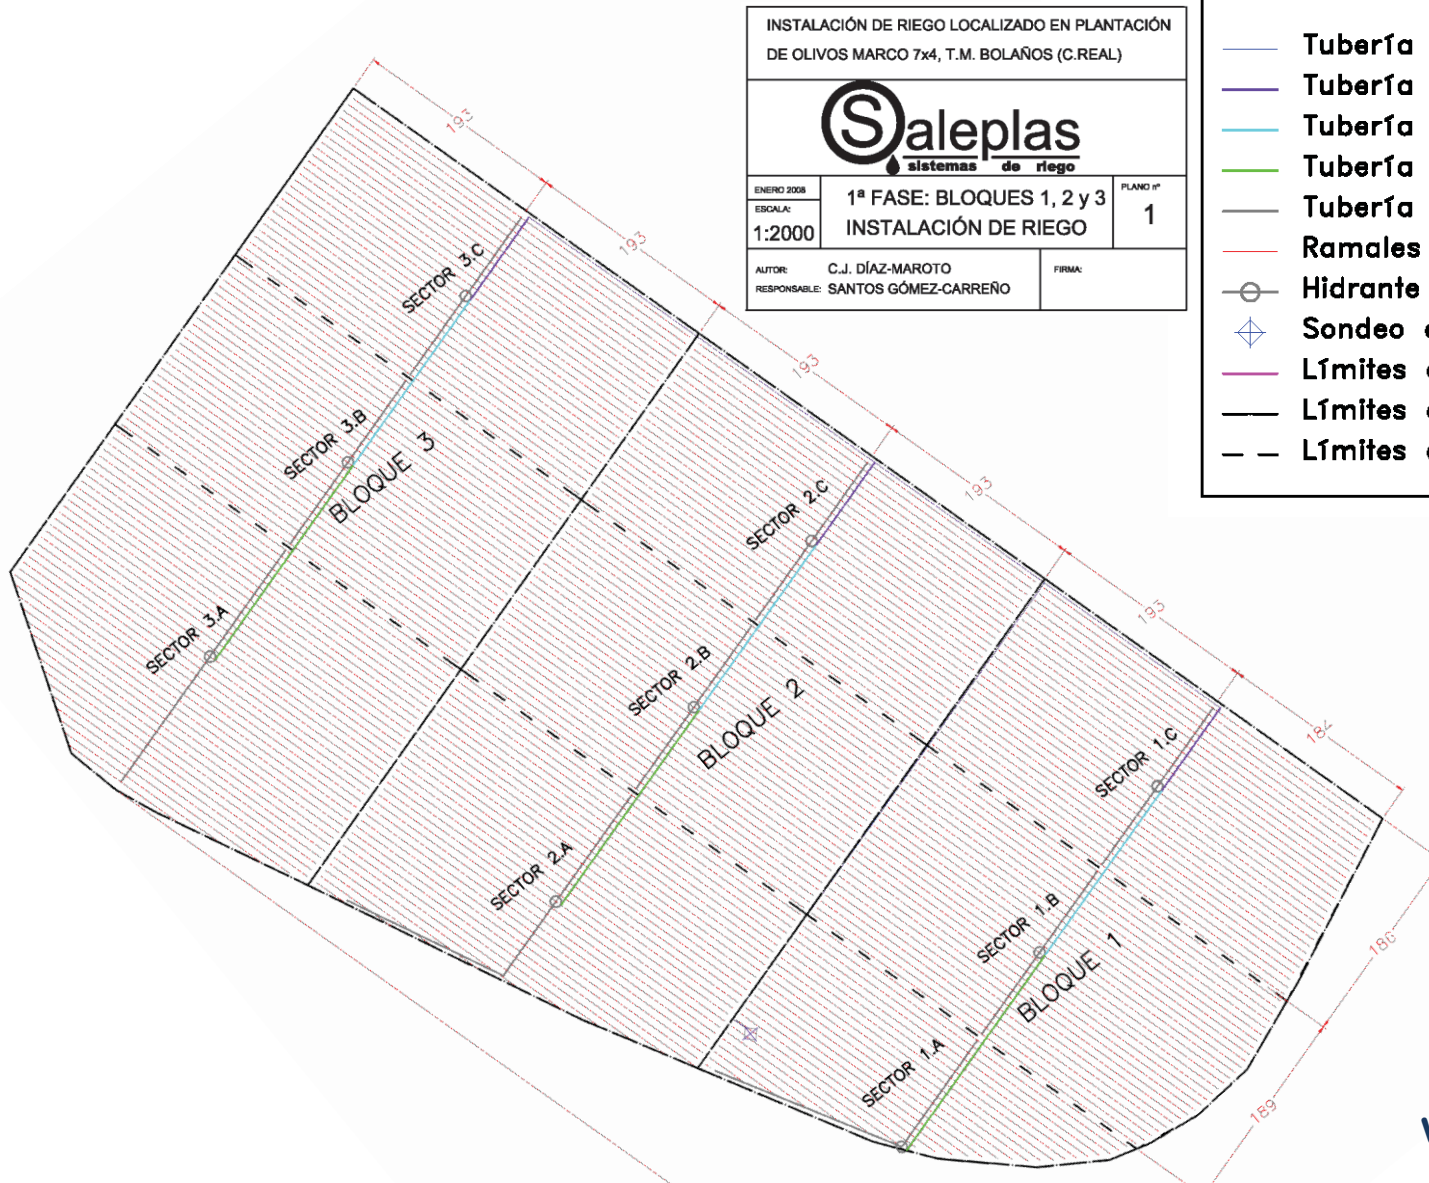 INSTALACIÓN DE RIEGO LOCALIZADO EN PLANTACIÓN
DE OLIVOS MARCO 7x4, T.M. BOLAÑOS (C.REAL)
Saleplas
sistemas de riego
ENERO 2008
ESCALA:
1:2000
1ª FASE: BLOQUES 1, 2 y 3
INSTALACIÓN DE RIEGO
PLANO nº
1
AUTOR: C.J. DÍAZ-MAROTO
RESPONSABLE: SANTOS GÓMEZ-CARREÑO
FIRMA:
Tubería
Tubería
Tubería
Tubería
Tubería
Ramales
Hidrante
Sondeo
Límites
Límites
Límites
193
193
193
193
193
184
186
189
SECTOR 3.C
SECTOR 3.B
BLOQUE 3
SECTOR 3.A
SECTOR 2.C
SECTOR 2.B
BLOQUE 2
SECTOR 2.A
SECTOR 1.C
SECTOR 1.B
BLOQUE 1
SECTOR 1.A